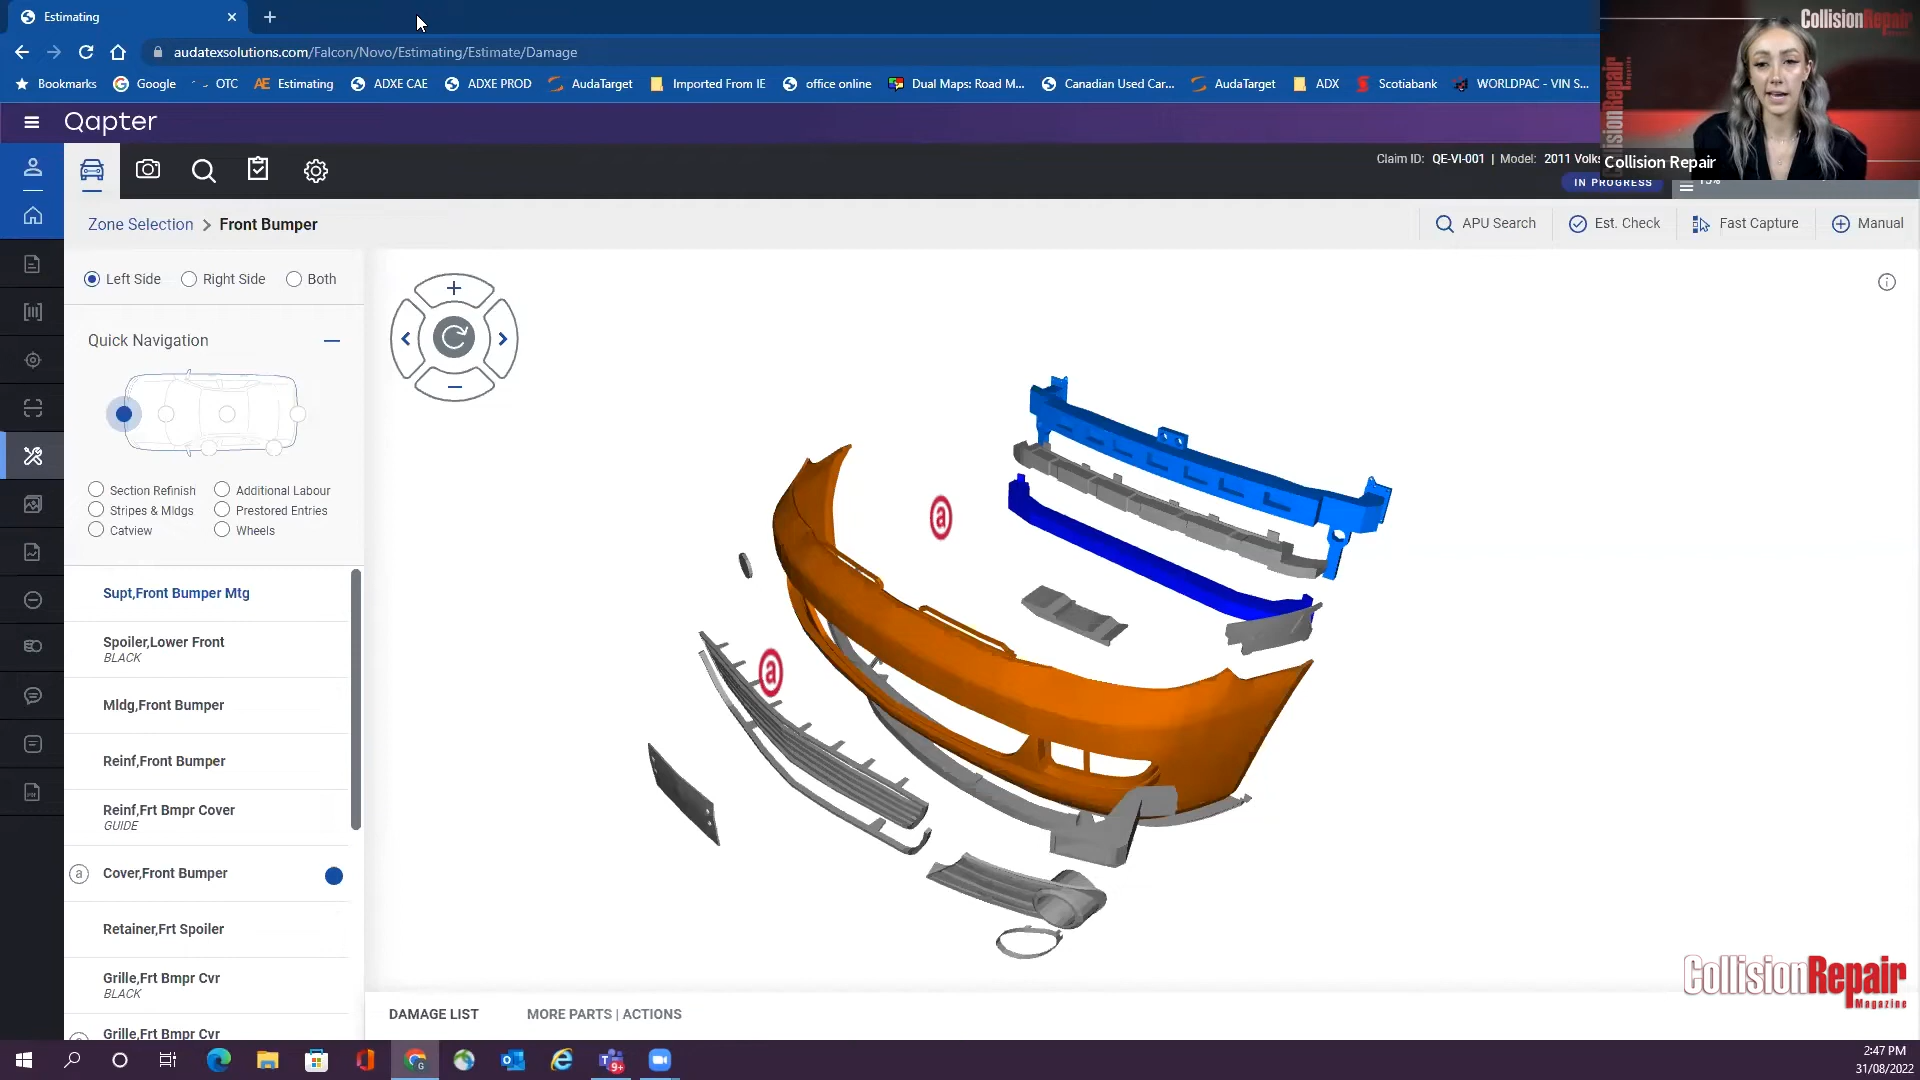 Estimating
audatexsolutions.com/Falcon/Novo/Estimating/Estimate/Damage
Bookmarks Google OTC AE Estimating ADXE CAE ADXE PROD AudaTarget Imported From IE office online Dual Maps: Road M... Canadian Used Car... AudaTarget ADX Scotiabank WORLDPAC - VIN S...
CollisionRepair
CollisionRepair Magazine
Collision Repair
Qapter
Claim ID: QE-VI-001 | Model: 2011 Volks
IN PROGRESS
Zone Selection > Front Bumper
APU Search Est. Check Fast Capture Manual
Left Side Right Side Both
Quick Navigation
Section Refinish Additional Labour
Stripes & Mldgs Prestored Entries
Catview Wheels
Supt,Front Bumper Mtg
Spoiler,Lower Front
BLACK
Mldg,Front Bumper
Reinf,Front Bumper
Reinf,Frt Bmpr Cover
GUIDE
a Cover,Front Bumper
Retainer,Frt Spoiler
Grille,Frt Bmpr Cvr
BLACK
Grille,Frt Bmpr Cvr
a
a
CollisionRepair
Magazine
DAMAGE LIST MORE PARTS | ACTIONS
9+
2:47 PM
31/08/2022